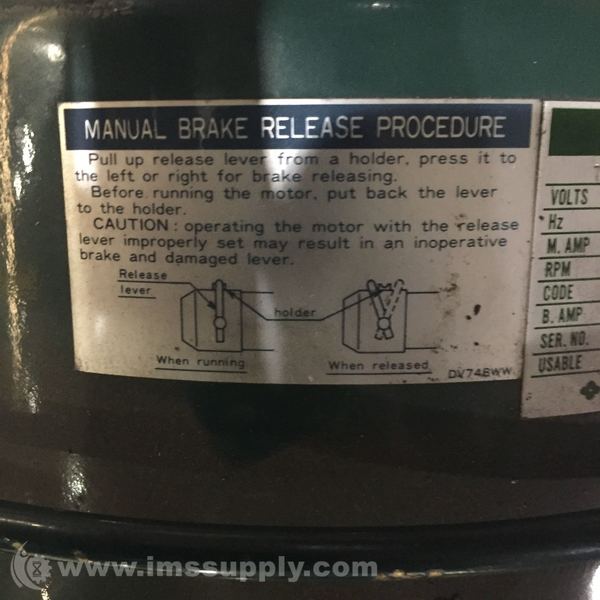 MANUAL BRAKE RELEASE PROCEDURE
Pull up release lever from a holder, press it to
the left or right for brake releasing.
Before running the motor, put back the lever
to the holder.
CAUTION : operating the motor with the release
lever improperly set may result in an inoperative
brake and damaged lever.
Release
lever
holder
When running
When released
DV748WW
VOLTS
Hz
M. AMP
RPM
CODE
B. AMP
SER. NO.
USABLE
www.imssupply.com